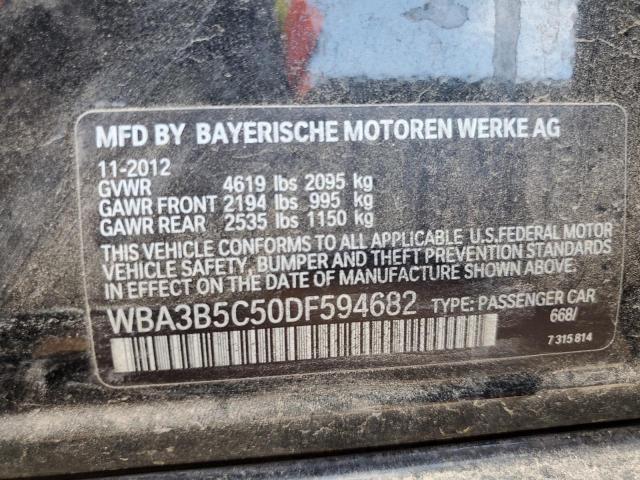 MFD BY BAYERISCHE MOTOREN WERKE AG
11-2012
GVWR 4619 lbs 2095 kg
GAWR FRONT 2194 lbs 995 kg
GAWR REAR 2535 lbs 1150 kg
THIS VEHICLE CONFORMS TO ALL APPLICABLE U.S.FEDERAL MOTOR
VEHICLE SAFETY, BUMPER, AND THEFT PREVENTION STANDARDS
IN EFFECT ON THE DATE OF MANUFACTURE SHOWN ABOVE.
WBA3B5C50DF594682 TYPE: PASSENGER CAR
668/
7 315 814